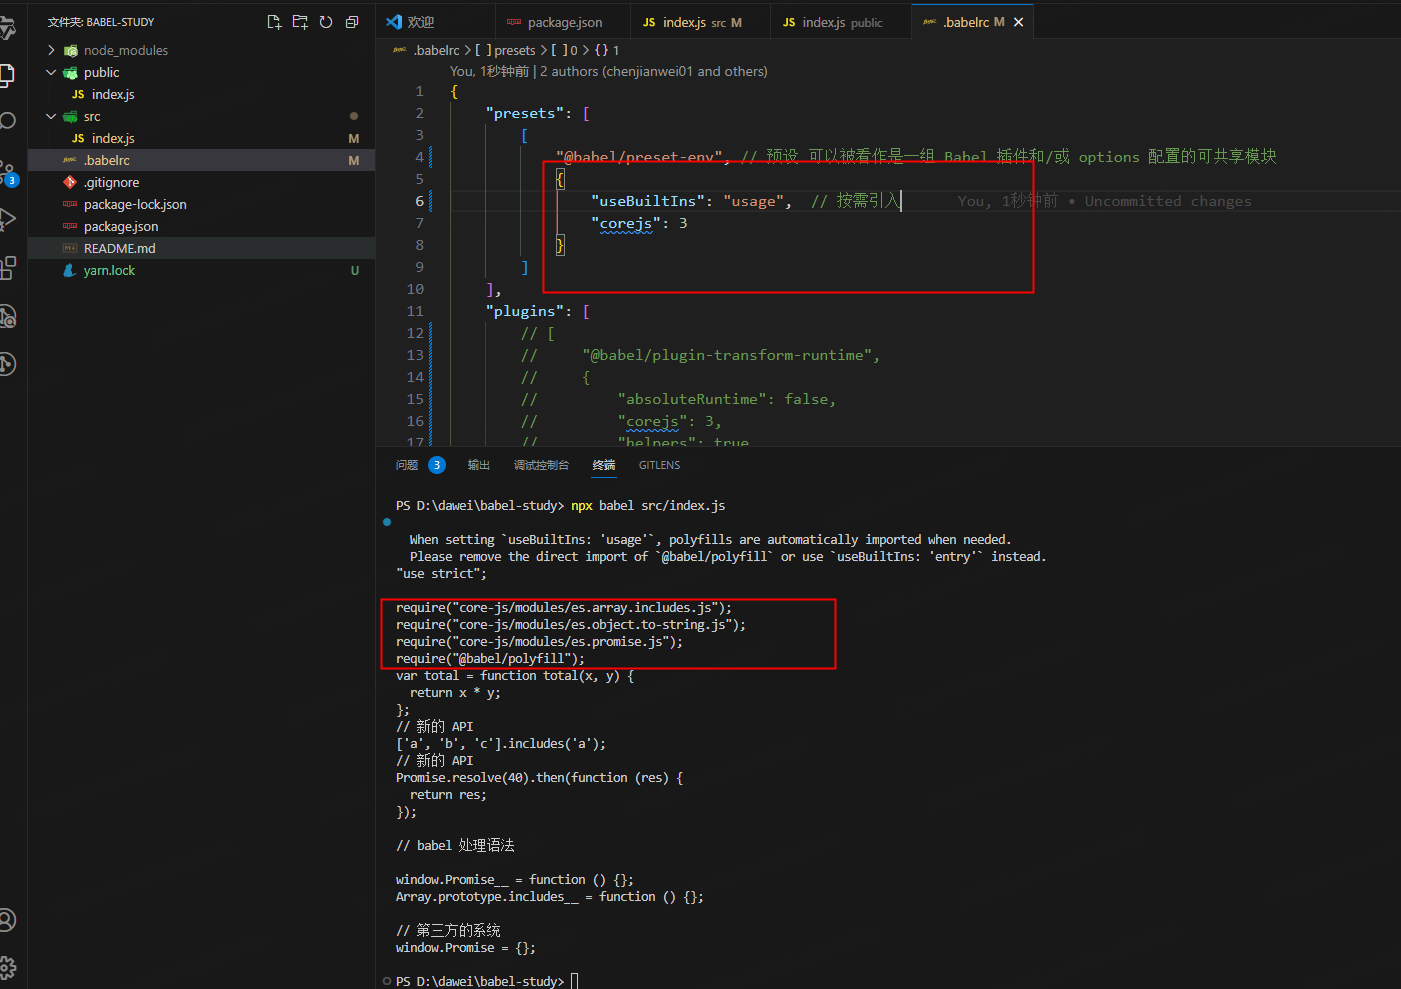 文件夹: BABEL-STUDY
node_modules
public
JS index.js
src
JS index.js M
.babelrc M
.gitignore
package-lock.json
package.json
README.md
yarn.lock U
3
欢迎
package.json
JS index.js src M
JS index.js public
.babelrc M
.babelrc > [ ] presets > [ ] 0 > {} 1
You, 1秒钟前 | 2 authors (chenjianwei01 and others)
1 {
2 "presets": [
3 [
4 "@babel/preset-env", // 预设 可以被看作是一组 Babel 插件和/或 options 配置的可共享模块
5 {
6 "useBuiltIns": "usage", // 按需引入 You, 1秒钟前 • Uncommitted changes
7 "corejs": 3
8 }
9 ]
10 ],
11 "plugins": [
12 // [
13 // "@babel/plugin-transform-runtime",
14 // {
15 // "absoluteRuntime": false,
16 // "corejs": 3,
17 // "helpers": true
问题 3 输出 调试控制台 终端 GITLENS
PS D:\dawei\babel-study> npx babel src/index.js
When setting `useBuiltIns: 'usage'`, polyfills are automatically imported when needed.
Please remove the direct import of `@babel/polyfill` or use `useBuiltIns: 'entry'` instead.
"use strict";
require("core-js/modules/es.array.includes.js");
require("core-js/modules/es.object.to-string.js");
require("core-js/modules/es.promise.js");
require("@babel/polyfill");
var total = function total(x, y) {
return x * y;
};
// 新的 API
['a', 'b', 'c'].includes('a');
// 新的 API
Promise.resolve(40).then(function (res) {
return res;
});
// babel 处理语法
window.Promise__ = function () {};
Array.prototype.includes__ = function () {};
// 第三方的系统
window.Promise = {};
PS D:\dawei\babel-study>